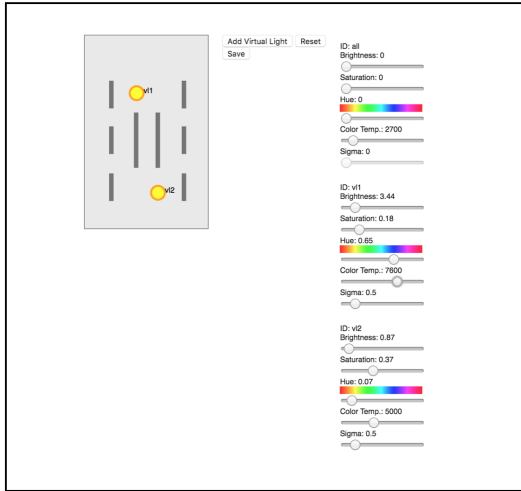 vl1
vl2
Add Virtual Light Reset
Save
ID: all
Brightness: 0
Saturation: 0
Hue: 0
Color Temp.: 2700
Sigma: 0
ID: vl1
Brightness: 3.44
Saturation: 0.18
Hue: 0.65
Color Temp.: 7600
Sigma: 0.5
ID: vl2
Brightness: 0.87
Saturation: 0.37
Hue: 0.07
Color Temp.: 5000
Sigma: 0.5